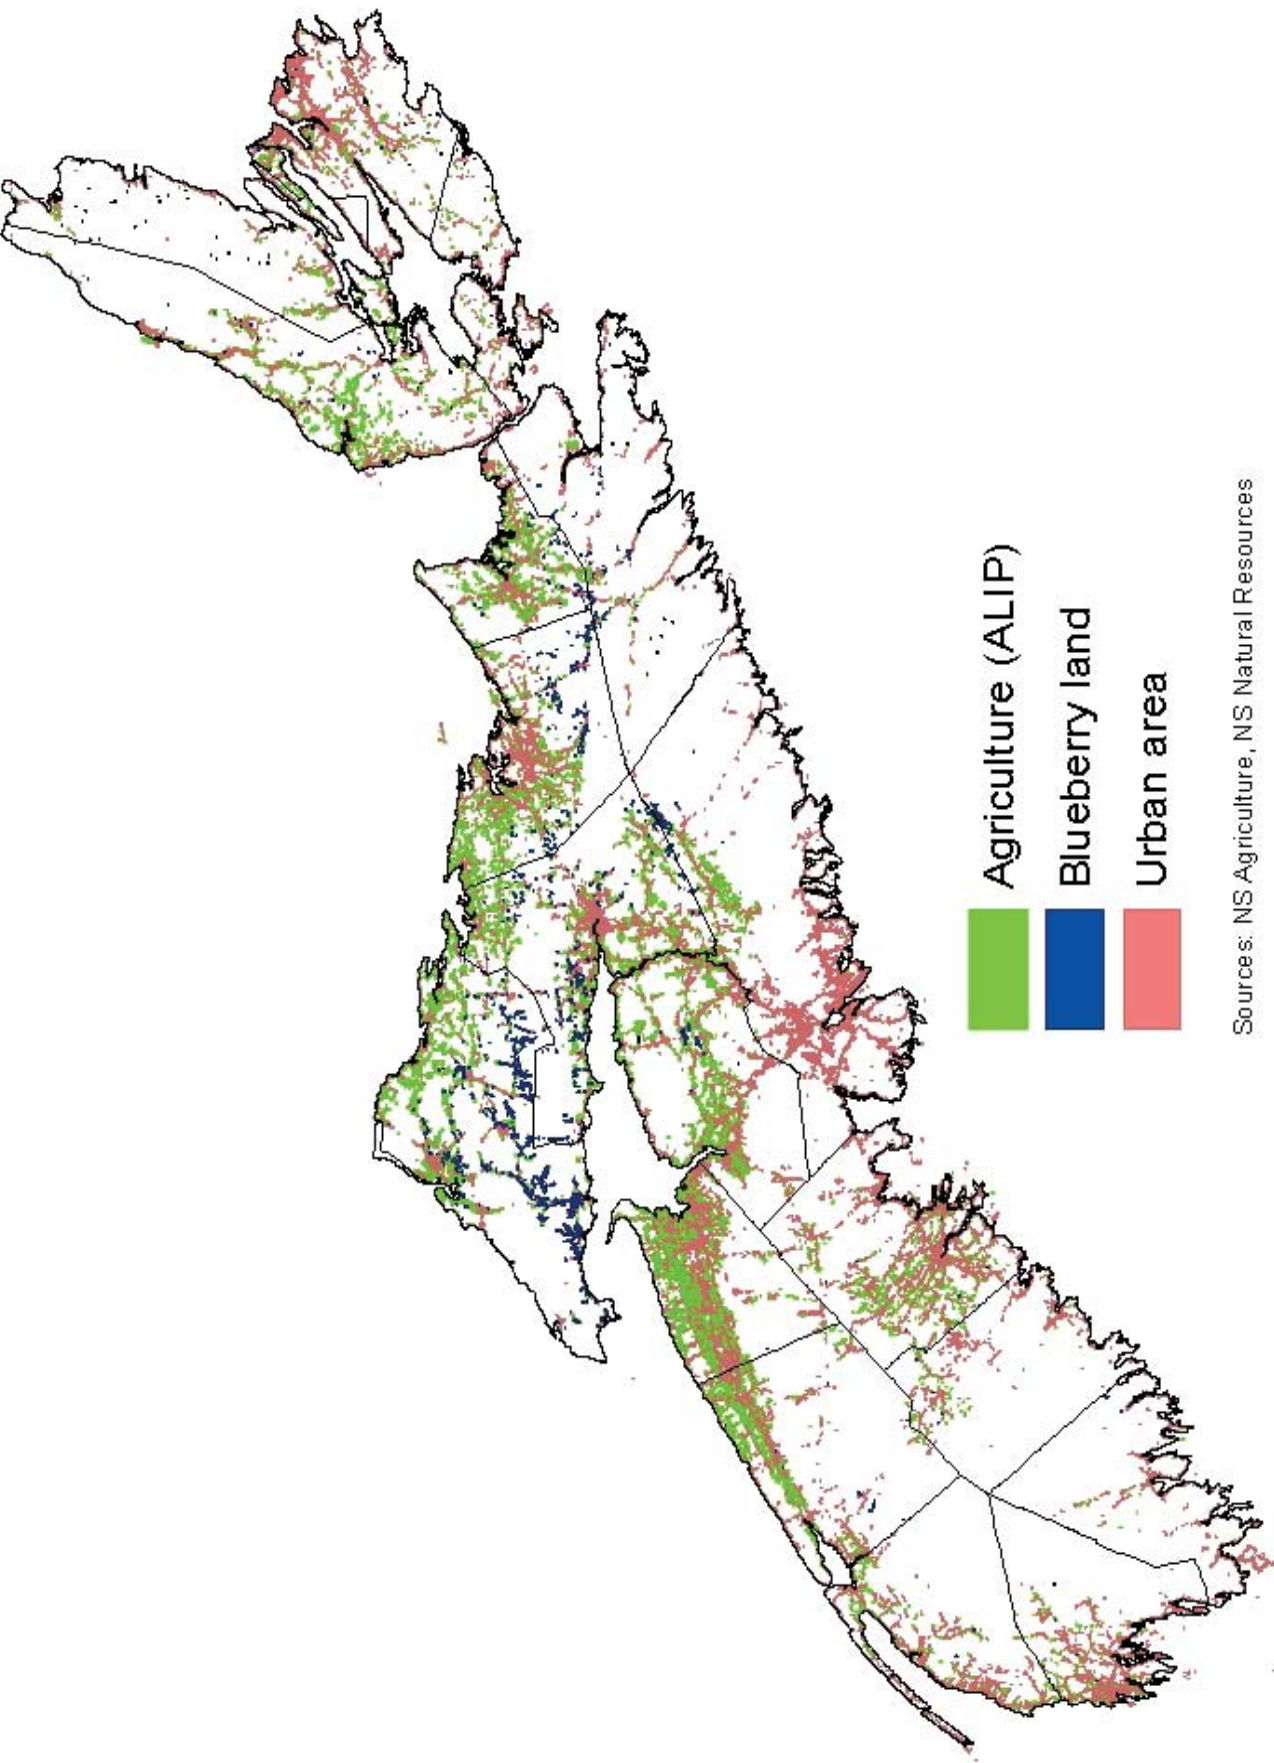 Agriculture (ALIP)
Blueberry land
Urban area
Sources: NS Agriculture, NS Natural Resources